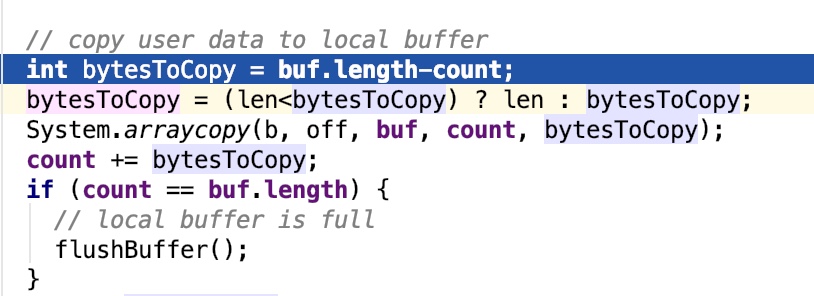 // copy user data to local buffer
int bytesToCopy = buf.length-count;
bytesToCopy = (len<bytesToCopy) ? len : bytesToCopy;
System.arraycopy(b, off, buf, count, bytesToCopy);
count += bytesToCopy;
if (count == buf.length) {
// local buffer is full
flushBuffer();
}